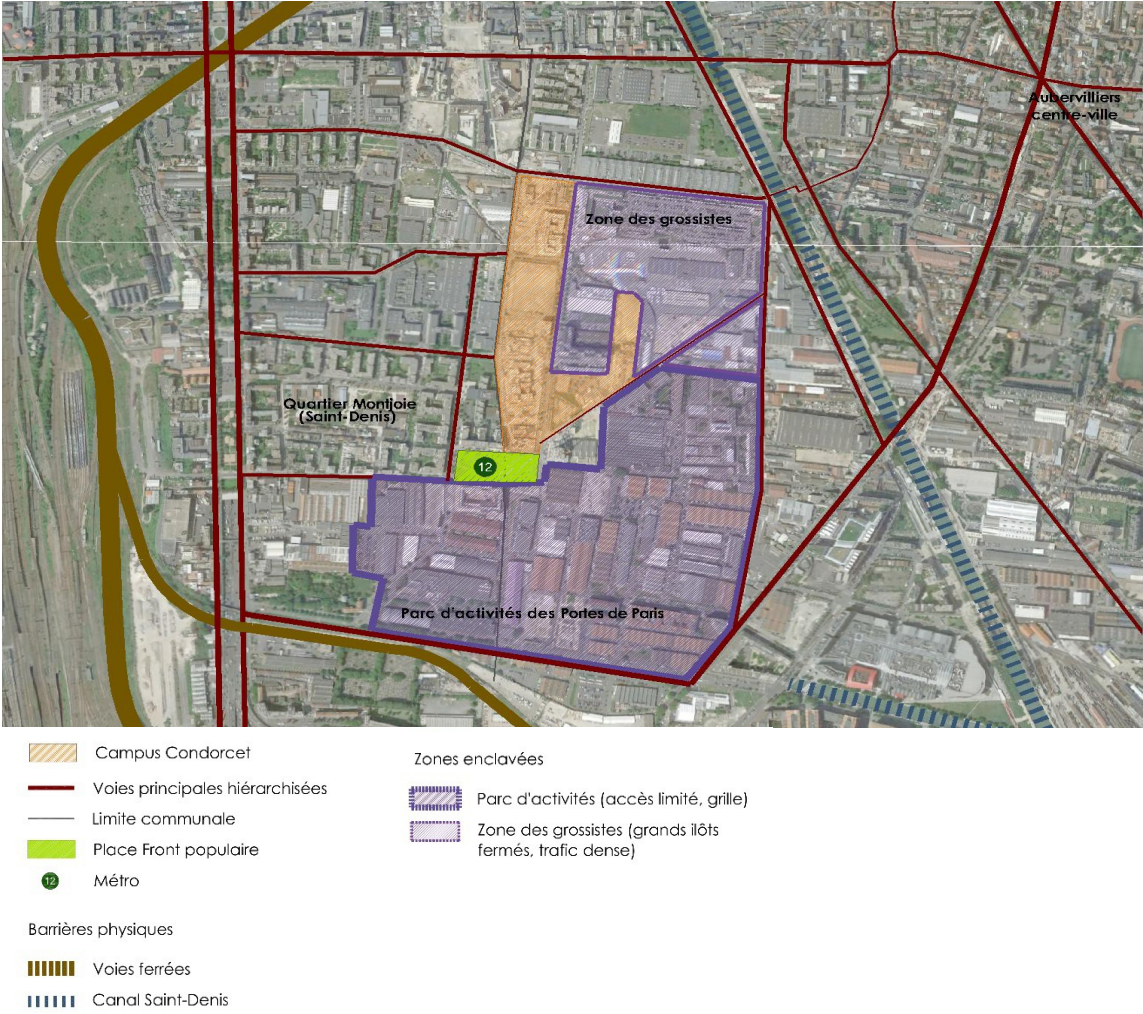 Aubervilliers
centre-ville
Zone des grossistes
Quartier Montjoie
(Saint-Denis)
12
Parc d'activités des Portes de Paris
Campus Condorcet
Voies principales hiérarchisées
Limite communale
Place Front populaire
12 Métro
Barrières physiques
Voies ferrées
Canal Saint-Denis
Zones enclavées
Parc d'activités (accès limité, grille)
Zone des grossistes (grands ilôts
fermés, trafic dense)